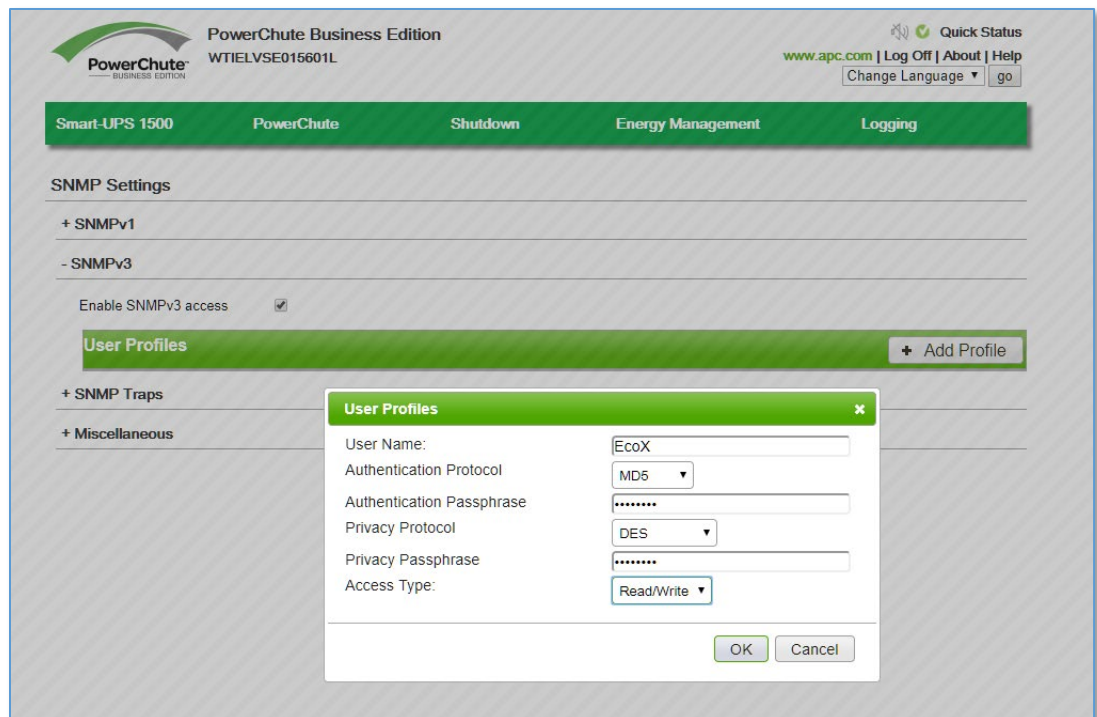 PowerChute Business Edition
Quick Status
PowerChute
BUSINESS EDITION
WTIELVSE015601L
www.apc.com | Log Off | About | Help
Change Language
go
Smart-UPS 1500 PowerChute Shutdown Energy Management Logging
SNMP Settings
+ SNMPv1
- SNMPv3
Enable SNMPv3 access
User Profiles
+ Add Profile
+ SNMP Traps
+ Miscellaneous
User Profiles
User Name: EcoX
Authentication Protocol MD5
Authentication Passphrase ••••••••
Privacy Protocol DES
Privacy Passphrase ••••••••
Access Type: Read/Write
OK Cancel